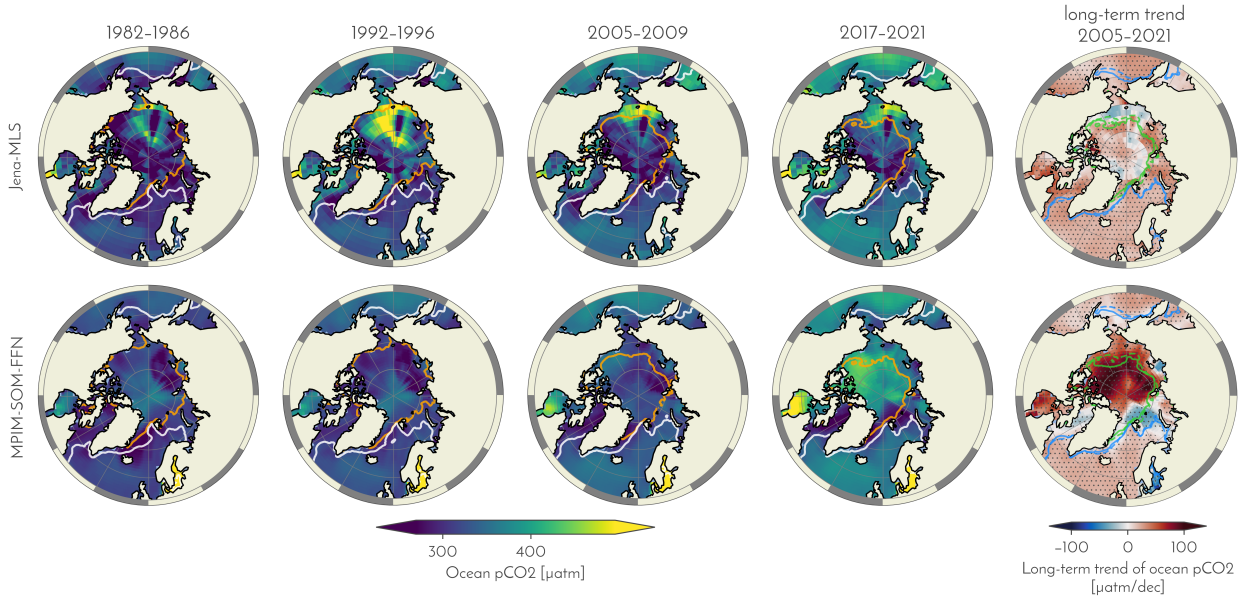 1982–1986
1992–1996
2005–2009
2017–2021
long-term trend
2005–2021
Jena-MLS
MPIM-SOM-FFN
300
400
Ocean pCO2 [µatm]
−100
0
100
Long-term trend of ocean pCO2
[µatm/dec]